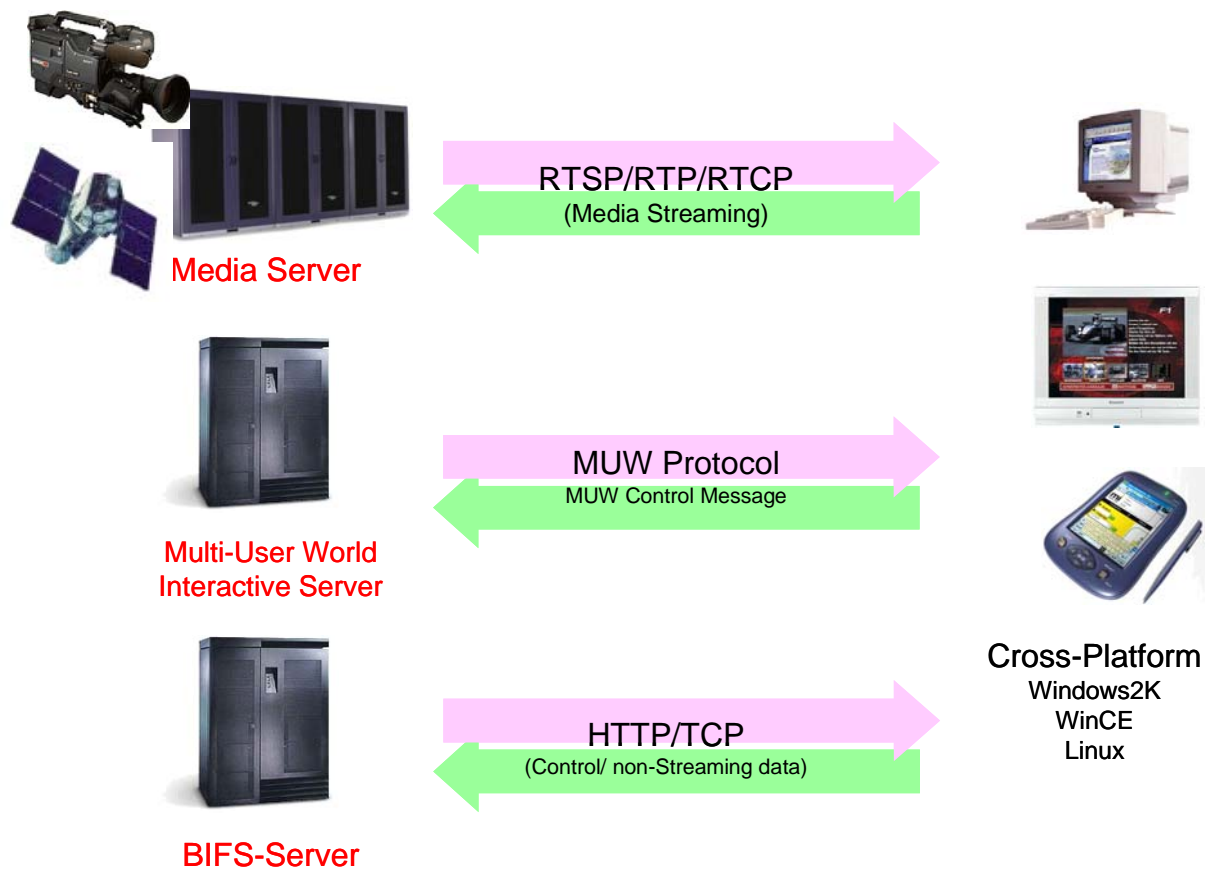 RTSP/RTP/RTCP
(Media Streaming)
Media Server
MUW Protocol
MUW Control Message
Multi-User World
Interactive Server
Cross-Platform
Windows2K
WinCE
Linux
HTTP/TCP
(Control/ non-Streaming data)
BIFS-Server